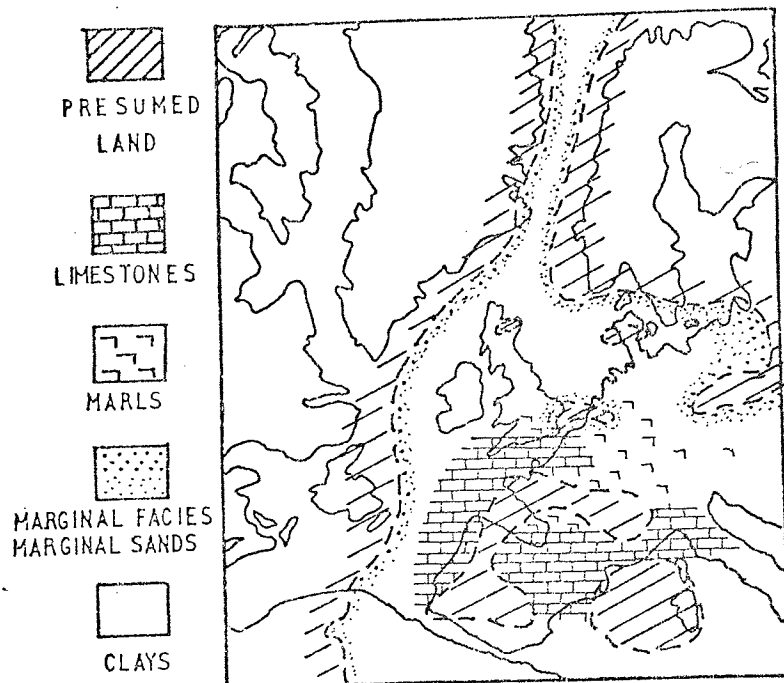 PRESUMED
LAND
LIMESTONES
MARLS
MARGINAL FACIES
MARGINAL SANDS
CLAYS